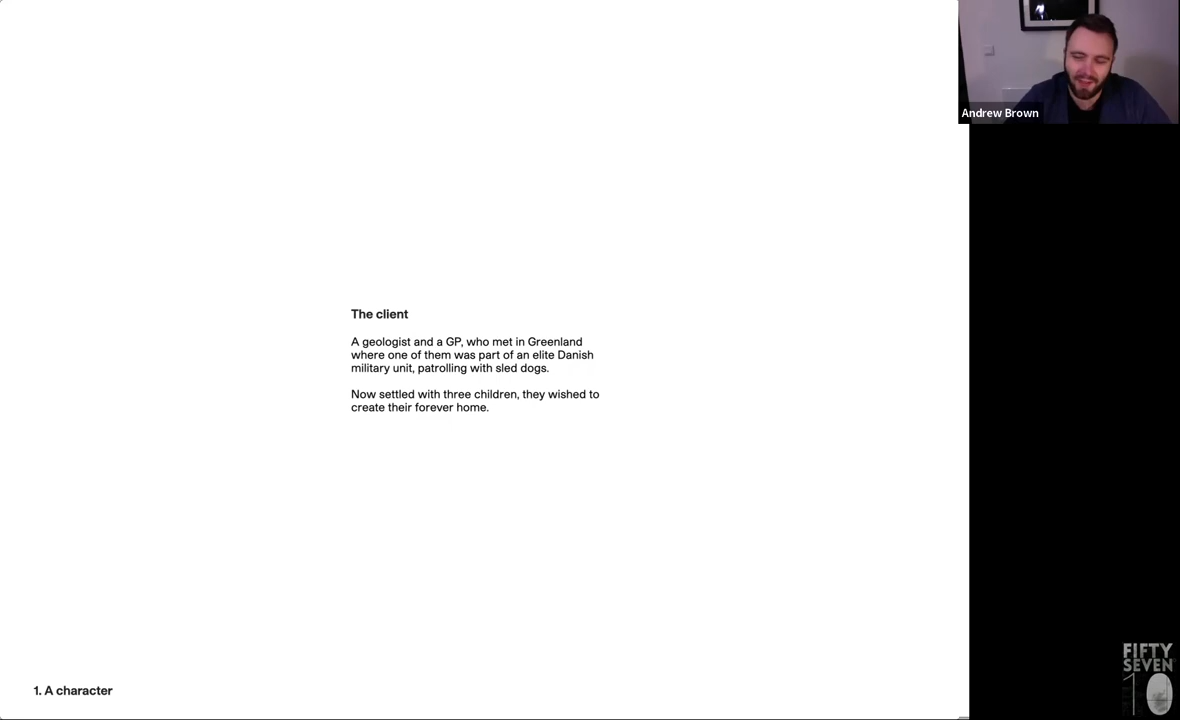 Andrew Brown
The client
A geologist and a GP, who met in Greenland
where one of them was part of an elite Danish
military unit, patrolling with sled dogs.
Now settled with three children, they wished to
create their forever home.
1. A character
FIFTY
SEVEN
10